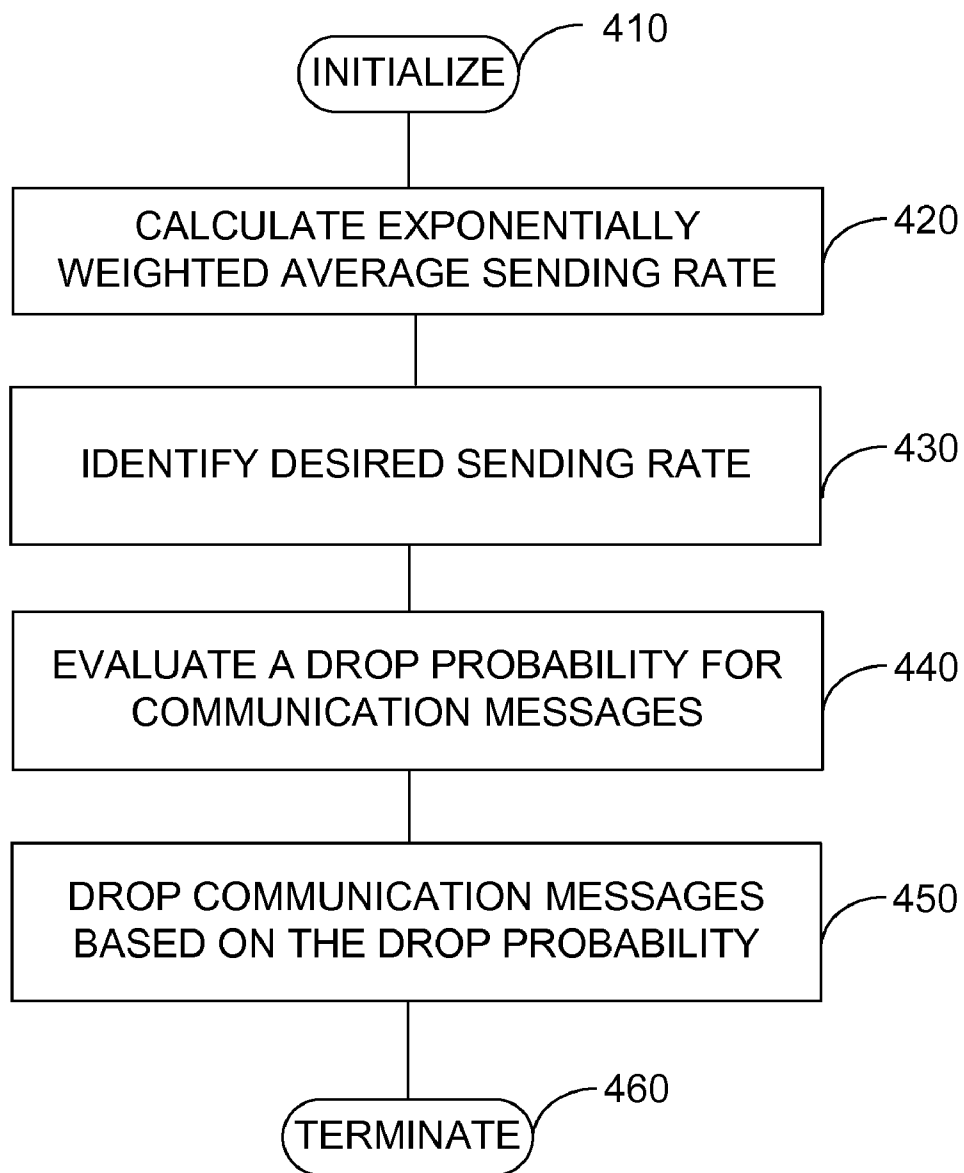 410
INITIALIZE
CALCULATE EXPONENTIALLY
WEIGHTED AVERAGE SENDING RATE
420
IDENTIFY DESIRED SENDING RATE
430
EVALUATE A DROP PROBABILITY FOR
COMMUNICATION MESSAGES
440
DROP COMMUNICATION MESSAGES
BASED ON THE DROP PROBABILITY
450
460
TERMINATE